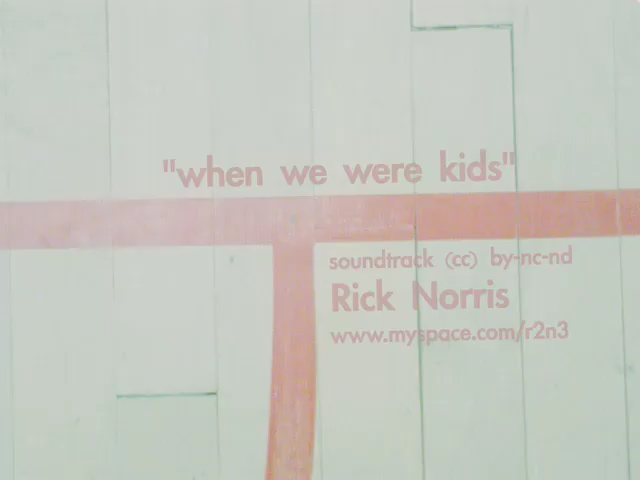 "when we were kids"
soundtrack (cc) by-nc-nd
Rick Norris
www.myspace.com/r2n3